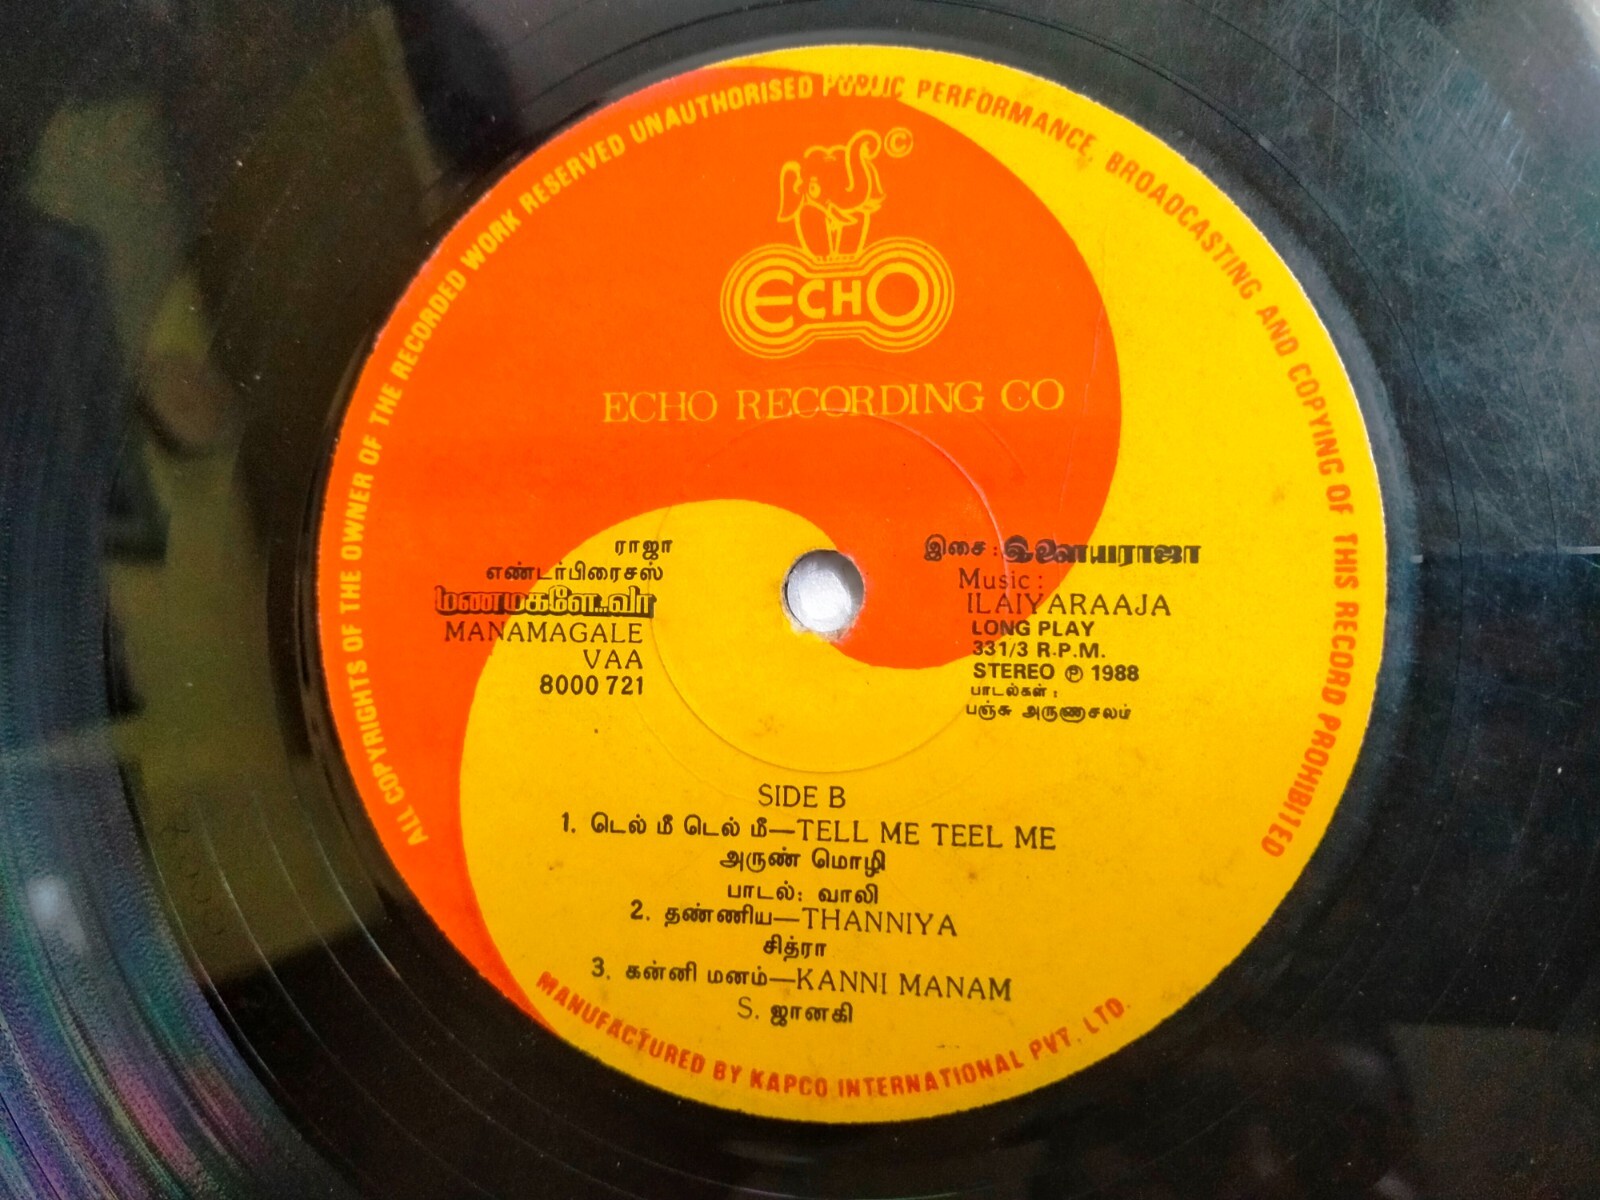 ALL COPYRIGHTS OF THE OWNER OF THE RECORDED WORK RESERVED UNAUTHORISED PUBLIC PERFORMANCE, BROADCASTING AND COPYING OF THIS RECORD PROHIBITED
©
ECHO
ECHO RECORDING CO
ராஜா
எண்டர்பிரைசஸ்
மணமகளே...வா
MANAMAGALE
VAA
8000 721
இசை : இளையராஜா
Music :
ILAIYARAAJA
LONG PLAY
331/3 R.P.M.
STEREO ℗ 1988
பாடல்கள் :
பஞ்சு அருணாசலம்
SIDE B
1. டெல் மீ டெல் மீ—TELL ME TEEL ME
அருண் மொழி
பாடல்: வாலி
2. தண்ணிய—THANNIYA
சித்ரா
3. கன்னி மனம்—KANNI MANAM
S. ஜானகி
MANUFACTURED BY KAPCO INTERNATIONAL PVT. LTD.